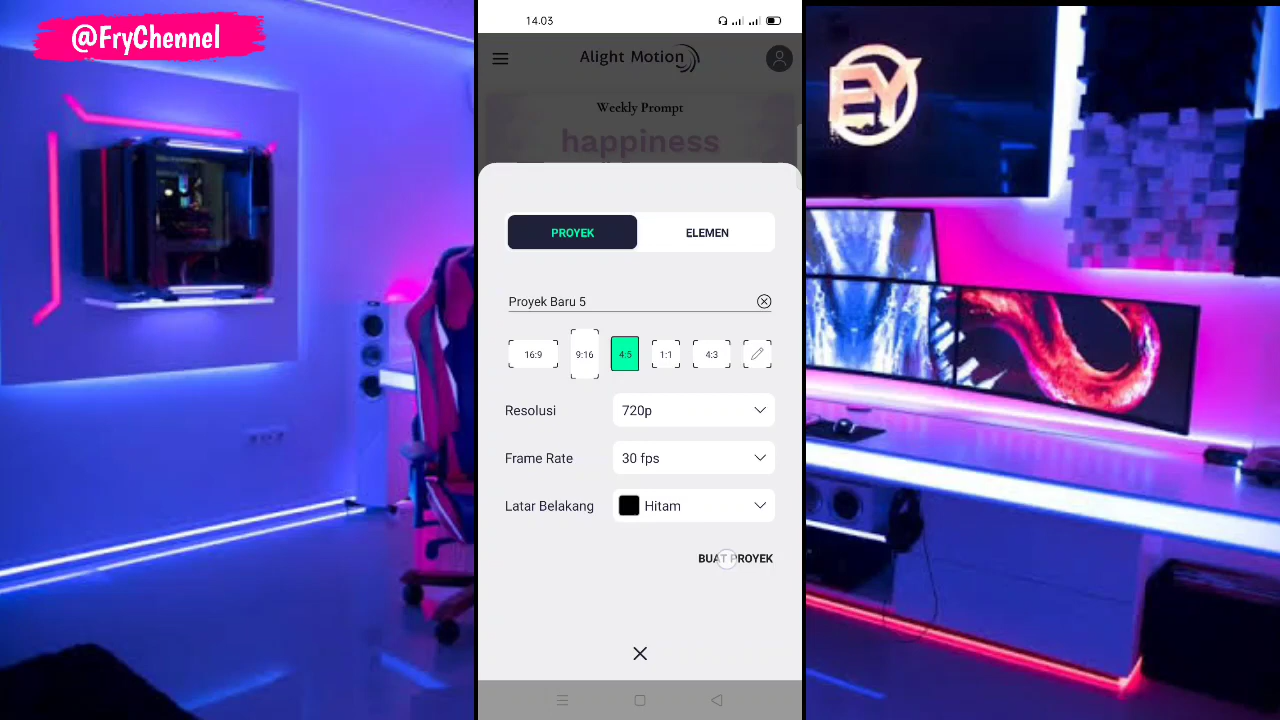 @FryChennel
14.03
Alight Motion
Weekly Prompt
happiness
PROYEK
ELEMEN
Proyek Baru 5
16:9
9:16
4:5
1:1
4:3
Resolusi
720p
Frame Rate
30 fps
Latar Belakang
Hitam
BUAT PROYEK
EY